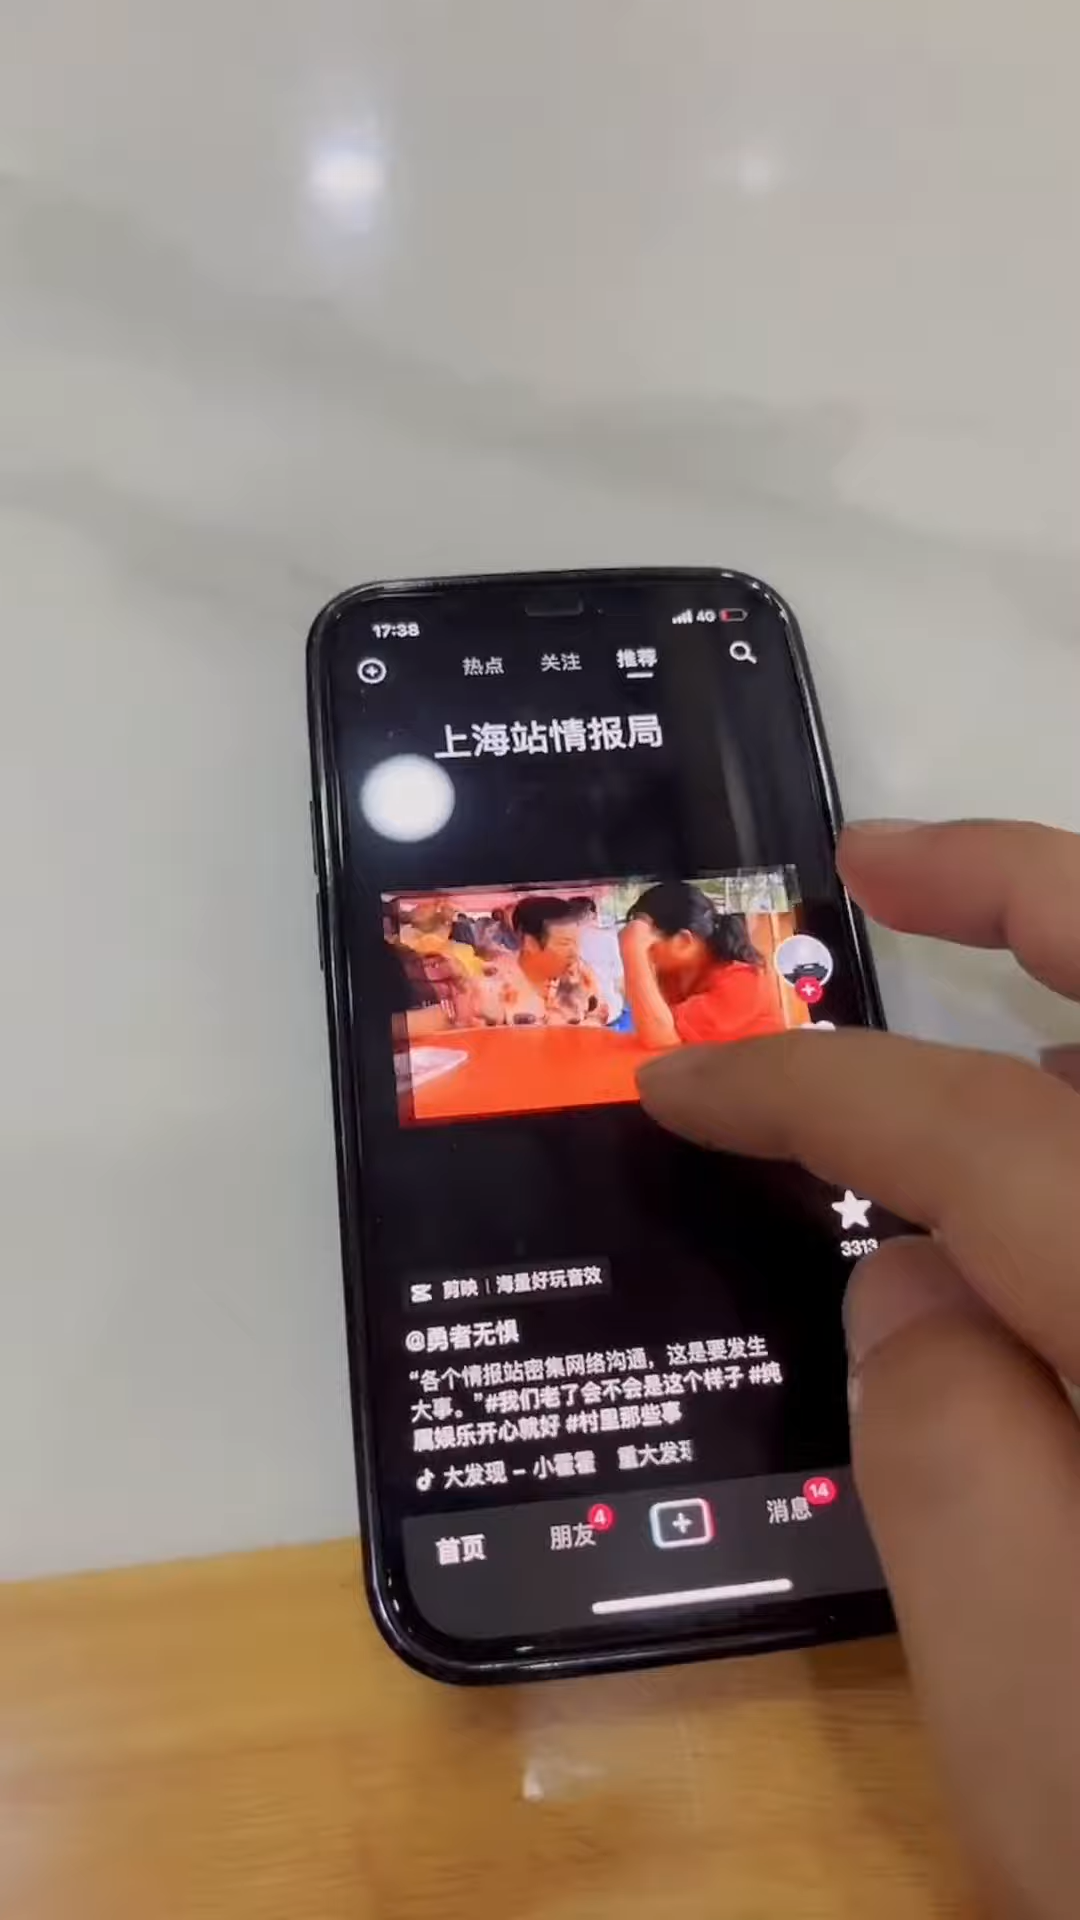 17:38
4G
热点 关注 推荐
上海站情报局
3313
剪映 | 海量好玩音效
@勇者无惧
“各个情报站密集网络沟通，这是要发生
大事。”#我们老了会不会是这个样子 #纯
属娱乐开心就好 #村里那些事
大发现 - 小霍霍 重大发现
首页 朋友 4 消息 14